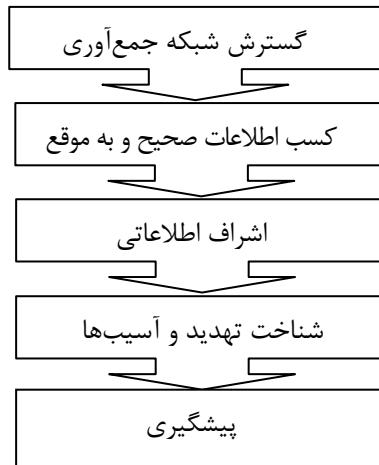 گسترش شبکه جمع‌آوری
کسب اطلاعات صحیح و به موقع
اشراف اطلاعاتی
شناخت تهدید و آسیب‌ها
پیشگیری